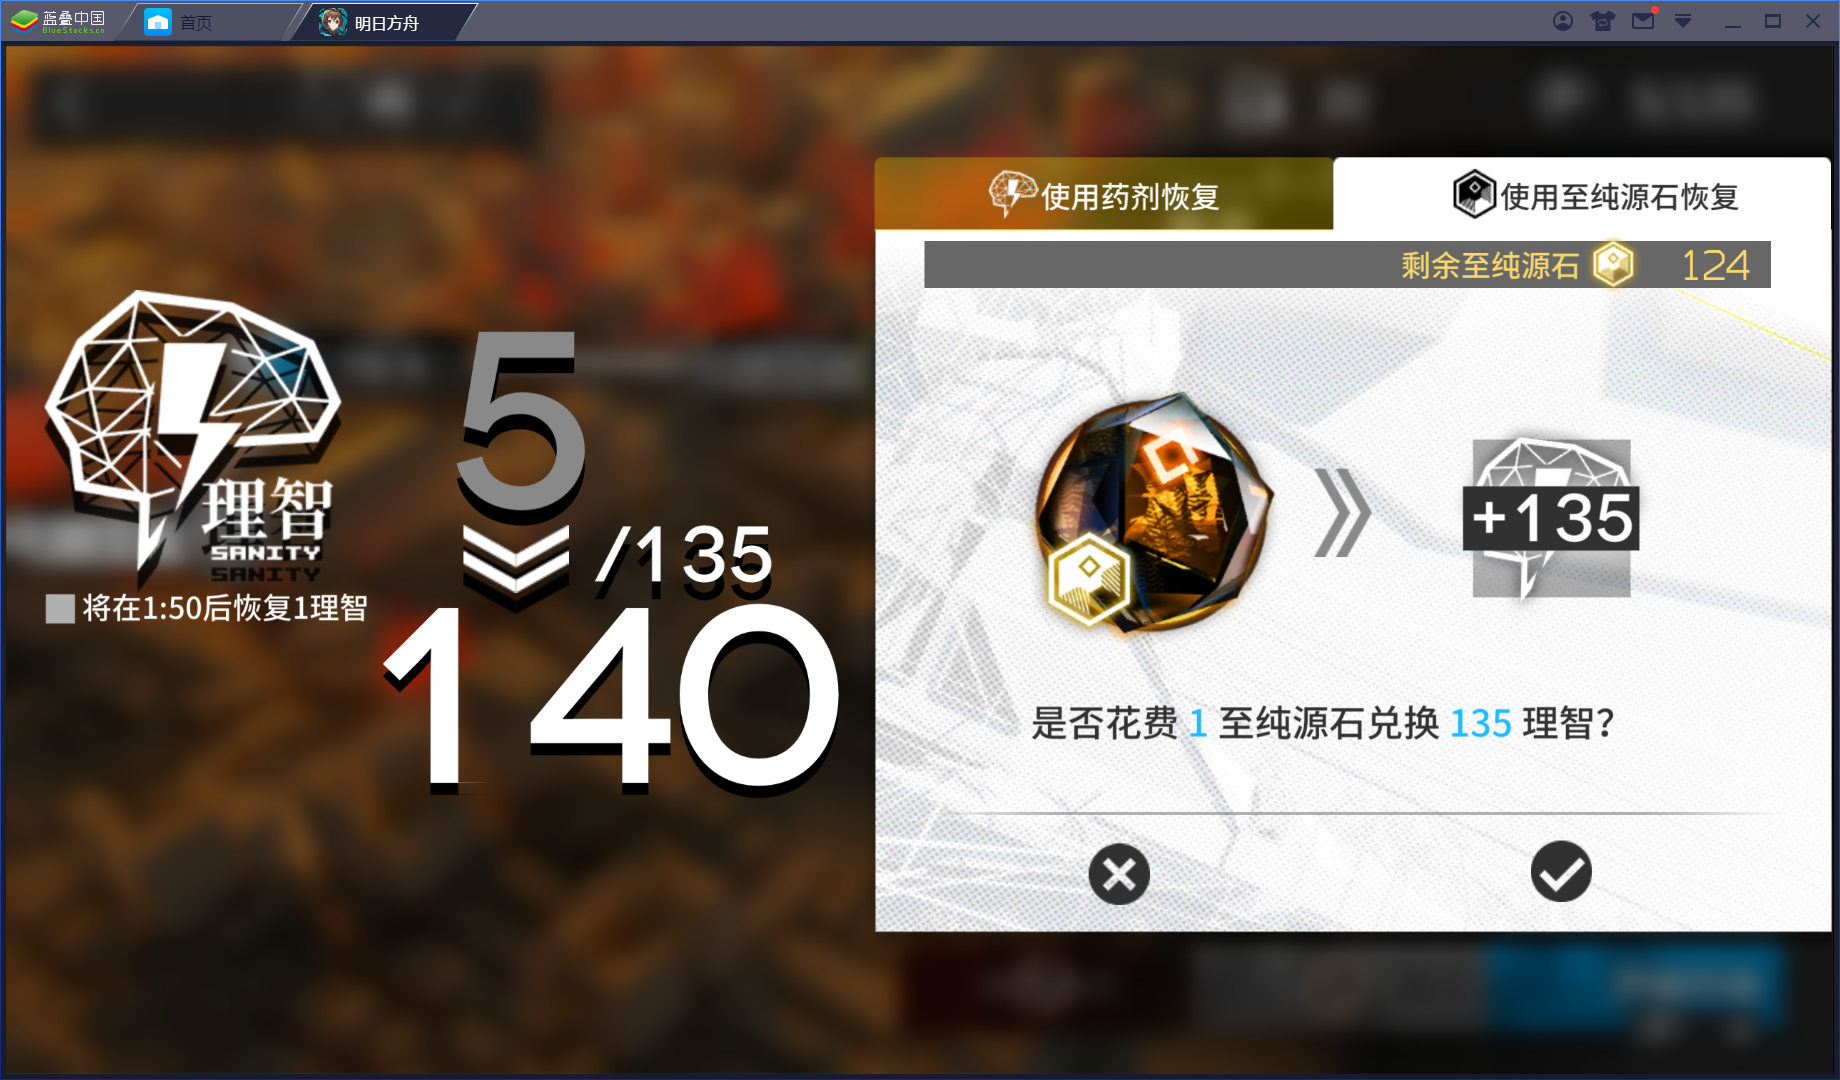 蓝叠中国
BlueStacks.cn
首页
明日方舟
使用药剂恢复
使用至纯源石恢复
剩余至纯源石 124
5
/135
140
理智
SANITY
将在1:50后恢复1理智
+135
是否花费 1 至纯源石兑换 135 理智?